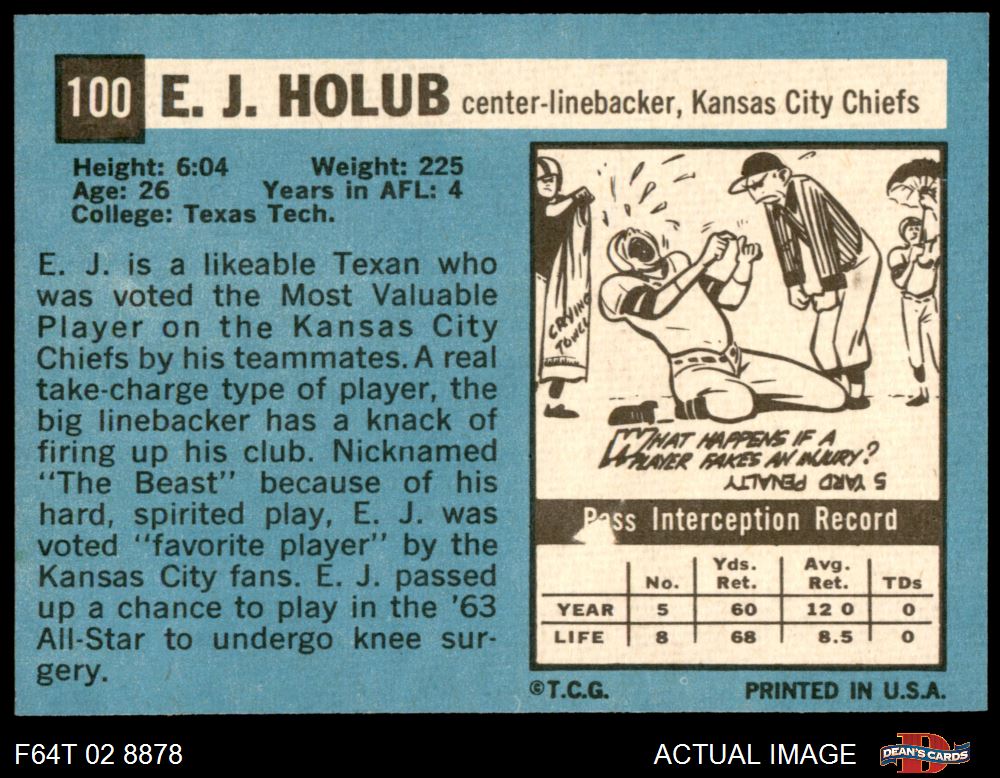 100 E. J. HOLUB center-linebacker, Kansas City Chiefs
Height: 6:04 Weight: 225
Age: 26 Years in AFL: 4
College: Texas Tech.
E. J. is a likeable Texan who
was voted the Most Valuable
Player on the Kansas City
Chiefs by his teammates. A real
take-charge type of player, the
big linebacker has a knack of
firing up his club. Nicknamed
"The Beast" because of his
hard, spirited play, E. J. was
voted "favorite player" by the
Kansas City fans. E. J. passed
up a chance to play in the '63
All-Star to undergo knee sur-
gery.
CRYING
TOWEL
WHAT HAPPENS IF A
PLAYER FAKES AN INJURY?
5 YARD PENALTY
Pass Interception Record
No. Yds. Ret. Avg. Ret. TDs
YEAR 5 60 12 0 0
LIFE 8 68 8.5 0
©T.C.G. PRINTED IN U.S.A.
F64T 02 8878 ACTUAL IMAGE DEAN'S CARDS